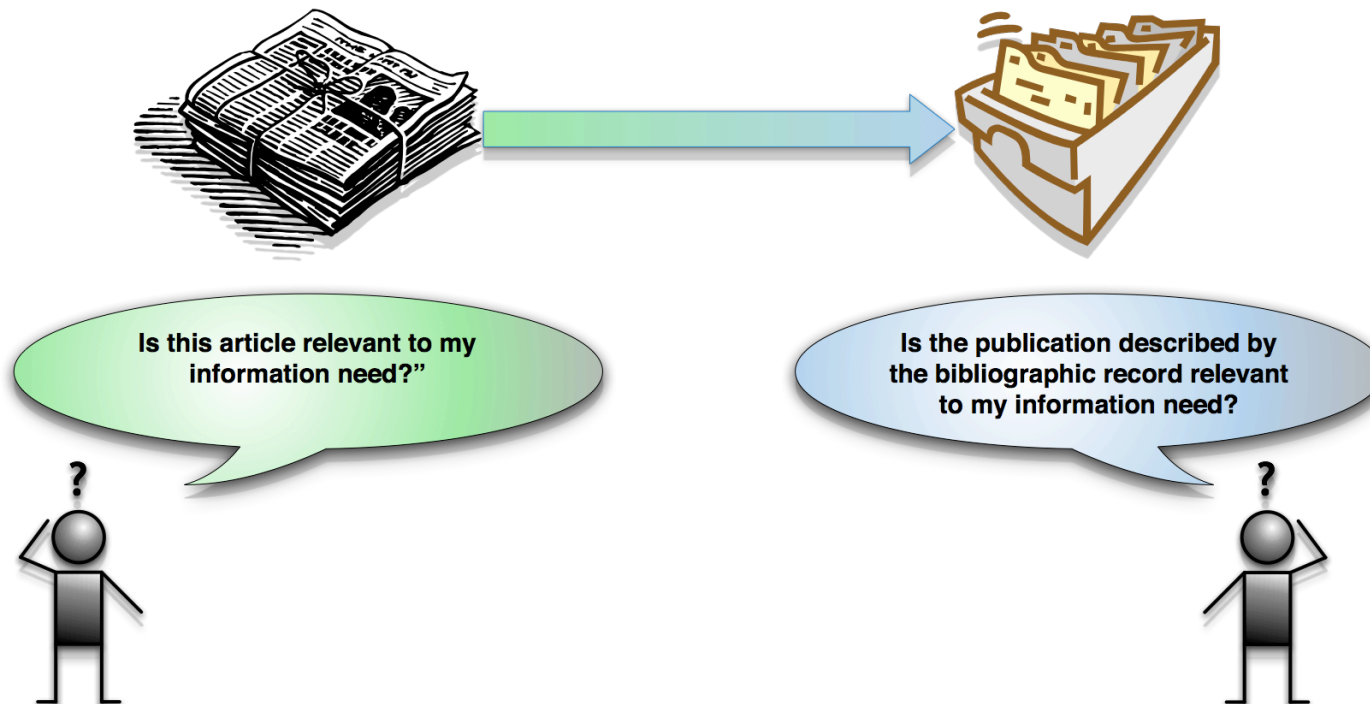 Is this article relevant to my
information need?”
Is the publication described by
the bibliographic record relevant
to my information need?
?
?